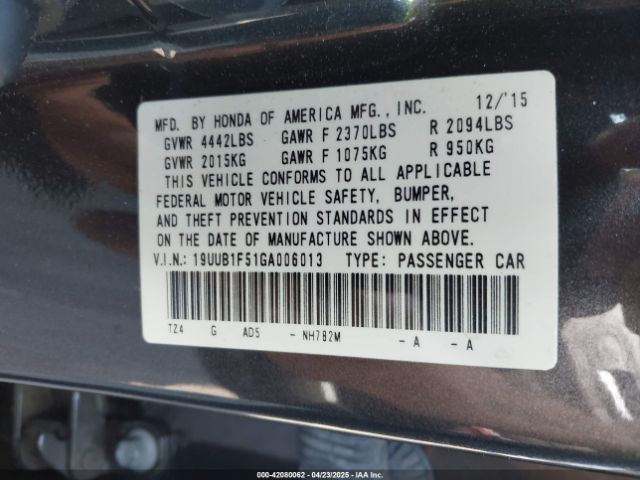 MFD. BY HONDA OF AMERICA MFG., INC. 12/'15
GVWR 4442LBS GAWR F 2370LBS R 2094LBS
GVWR 2015KG GAWR F 1075KG R 950KG
THIS VEHICLE CONFORMS TO ALL APPLICABLE
FEDERAL MOTOR VEHICLE SAFETY, BUMPER,
AND THEFT PREVENTION STANDARDS IN EFFECT
ON THE DATE OF MANUFACTURE SHOWN ABOVE.
V.I.N.: 19UUB1F51GA006013 TYPE: PASSENGER CAR
TZ4 G AD5 - NH782M - A - A
000-42080062 - 04/23/2025 - IAA Inc.